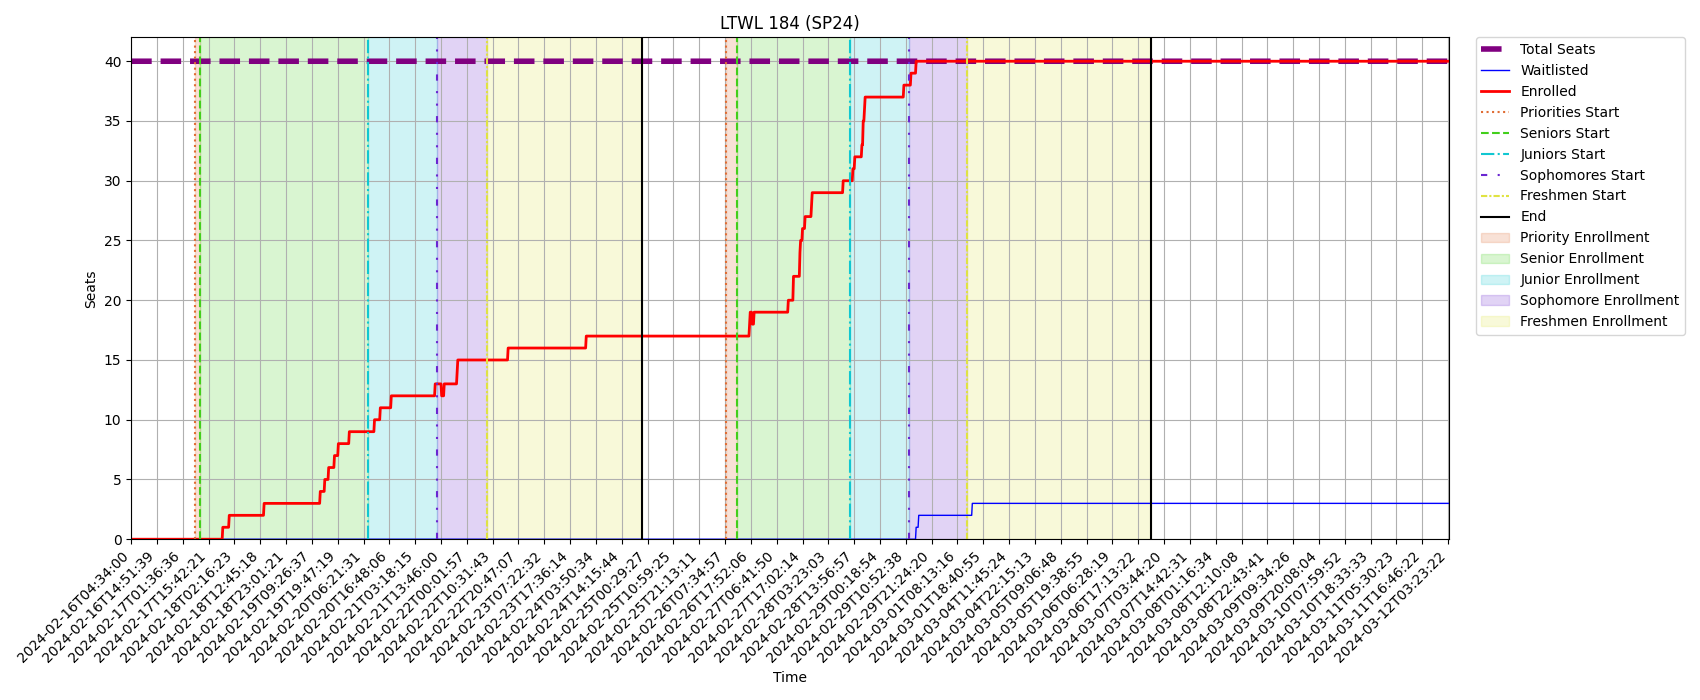 LTWL 184 (SP24)
Seats
40
35
30
25
20
15
10
5
0
2024-02-16T04:34:00
2024-02-16T14:51:39
2024-02-17T01:36:36
2024-02-17T15:42:21
2024-02-18T02:16:23
2024-02-18T12:45:18
2024-02-18T23:01:21
2024-02-19T09:26:37
2024-02-19T19:47:19
2024-02-20T06:21:31
2024-02-20T16:48:06
2024-02-21T03:18:15
2024-02-21T13:46:00
2024-02-22T00:01:57
2024-02-22T10:31:43
2024-02-22T20:47:07
2024-02-23T07:22:32
2024-02-23T17:36:14
2024-02-24T03:50:34
2024-02-24T14:15:44
2024-02-25T00:29:27
2024-02-25T10:59:25
2024-02-25T21:13:11
2024-02-26T07:34:57
2024-02-26T17:52:06
2024-02-27T06:41:50
2024-02-27T17:02:14
2024-02-28T03:23:03
2024-02-28T13:56:57
2024-02-29T00:18:54
2024-02-29T10:52:38
2024-02-29T21:24:20
2024-03-01T08:13:16
2024-03-01T18:40:55
2024-03-04T11:45:24
2024-03-04T22:15:13
2024-03-05T09:06:48
2024-03-05T19:38:55
2024-03-06T06:28:19
2024-03-06T17:13:22
2024-03-07T03:44:20
2024-03-07T14:42:31
2024-03-08T01:16:34
2024-03-08T12:10:08
2024-03-08T22:43:41
2024-03-09T09:34:26
2024-03-09T20:08:04
2024-03-10T07:59:52
2024-03-10T18:33:33
2024-03-11T05:30:23
2024-03-11T16:46:22
2024-03-12T03:23:22
Time
Total Seats
Waitlisted
Enrolled
Priorities Start
Seniors Start
Juniors Start
Sophomores Start
Freshmen Start
End
Priority Enrollment
Senior Enrollment
Junior Enrollment
Sophomore Enrollment
Freshmen Enrollment